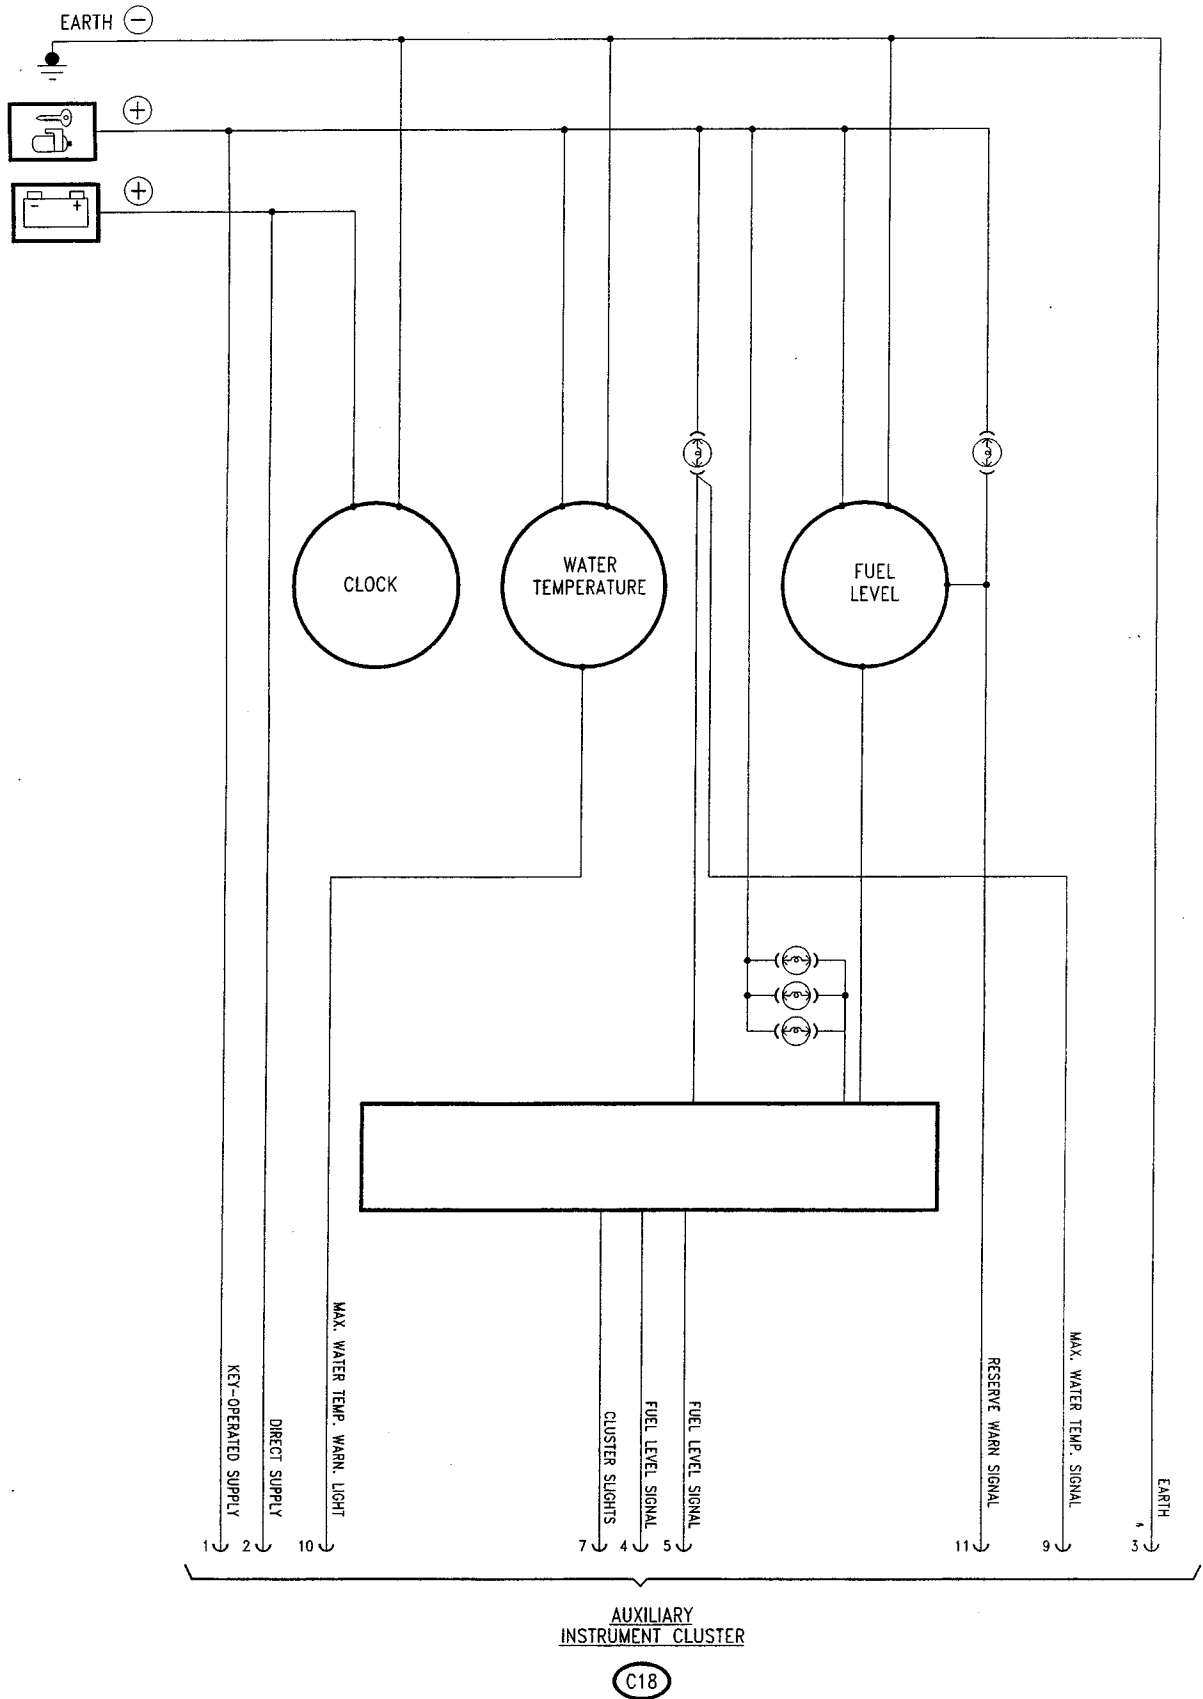 EARTH −
+
+
− +
CLOCK
WATER
TEMPERATURE
FUEL
LEVEL
KEY-OPERATED SUPPLY
DIRECT SUPPLY
MAX. WATER TEMP. WARN. LIGHT
CLUSTER SLIGHTS
FUEL LEVEL SIGNAL
FUEL LEVEL SIGNAL
RESERVE WARN SIGNAL
MAX. WATER TEMP. SIGNAL
EARTH
1 2 10 7 4 5 11 9 3
AUXILIARY
INSTRUMENT CLUSTER
C18